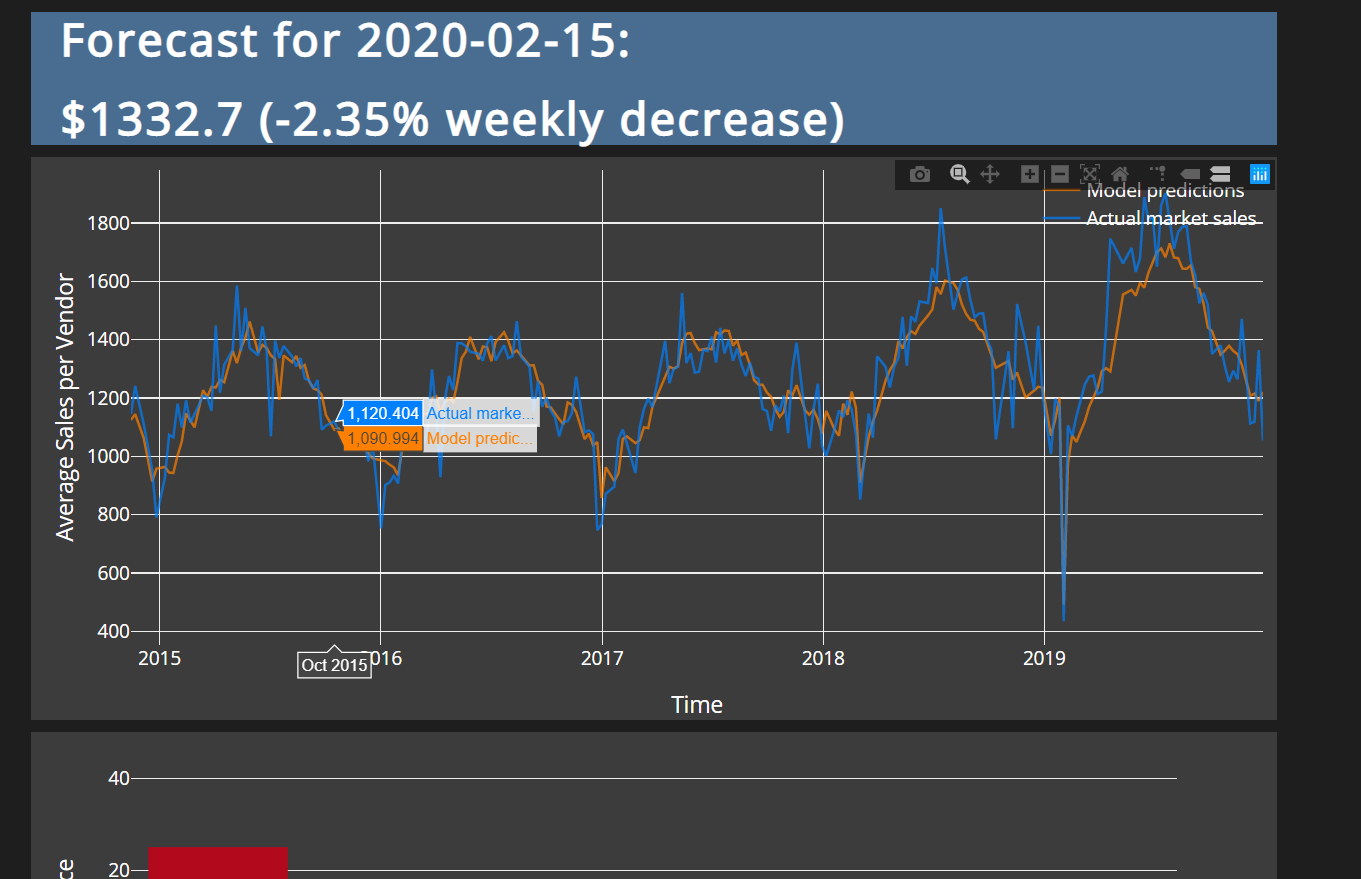 Forecast for 2020-02-15:
$1332.7 (-2.35% weekly decrease)
Model predictions
Actual market sales
1800
1600
1400
1200
1000
800
600
400
Average Sales per Vendor
1,120.404 Actual marke...
1,090.994 Model predic...
2015
Oct 2015
016
2017
2018
2019
Time
40
20
ce